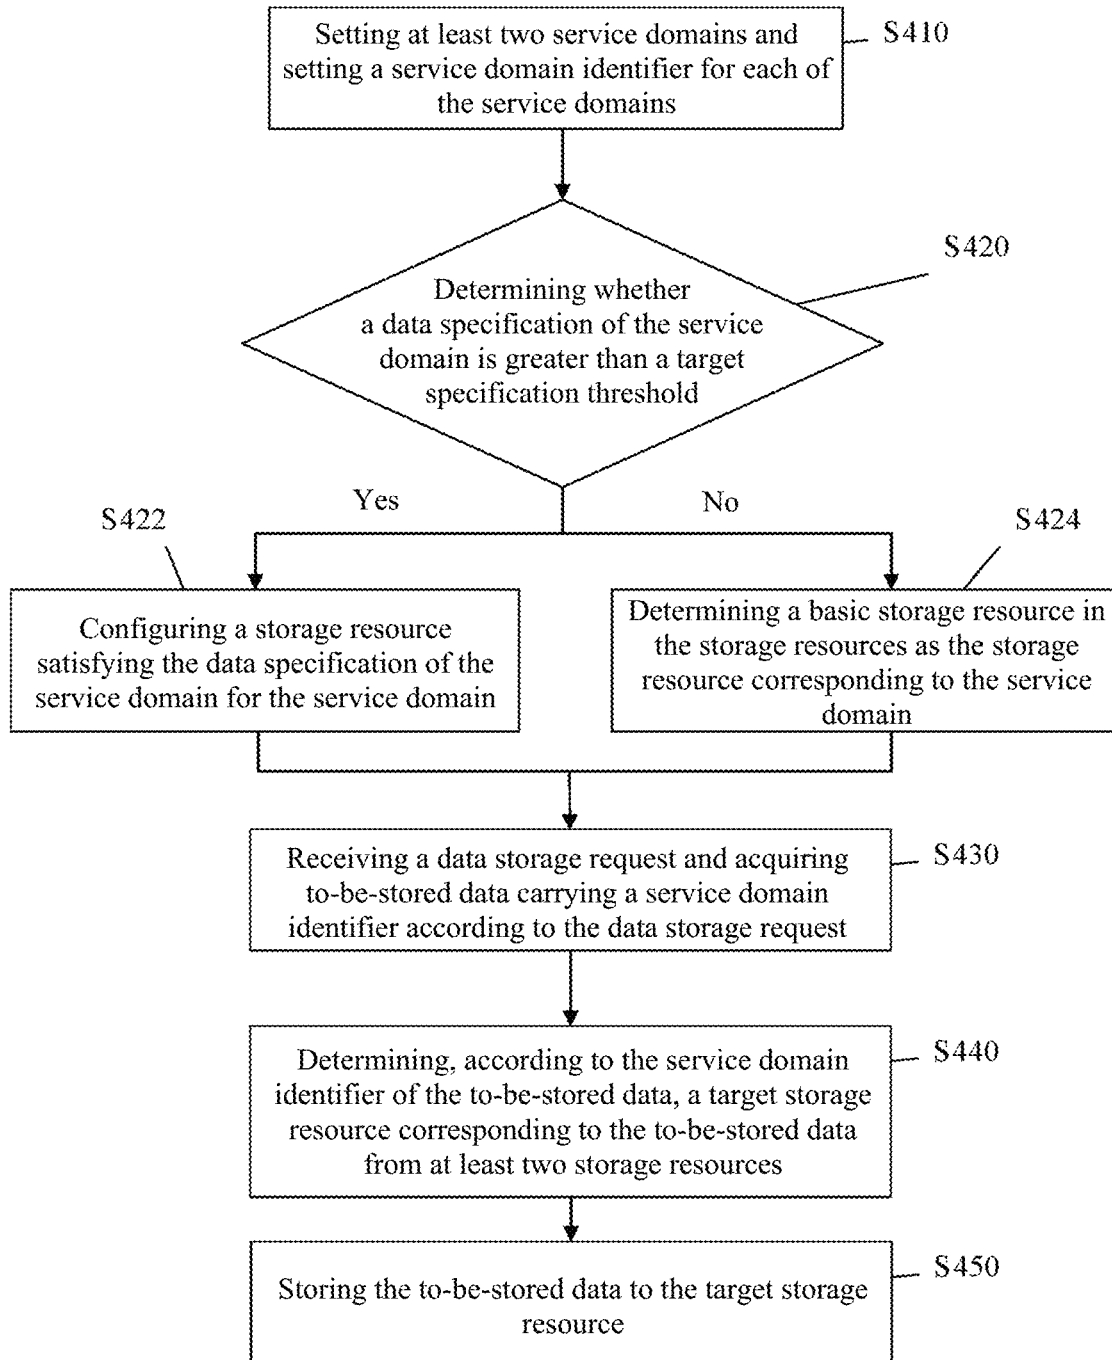 Setting at least two service domains and
setting a service domain identifier for each of
the service domains
S410
Determining whether
a data specification of the service
domain is greater than a target
specification threshold
S420
Yes
No
S422
S424
Configuring a storage resource
satisfying the data specification of the
service domain for the service domain
Determining a basic storage resource in
the storage resources as the storage
resource corresponding to the service
domain
Receiving a data storage request and acquiring
to-be-stored data carrying a service domain
identifier according to the data storage request
S430
Determining, according to the service domain
identifier of the to-be-stored data, a target storage
resource corresponding to the to-be-stored data
from at least two storage resources
S440
Storing the to-be-stored data to the target storage
resource
S450